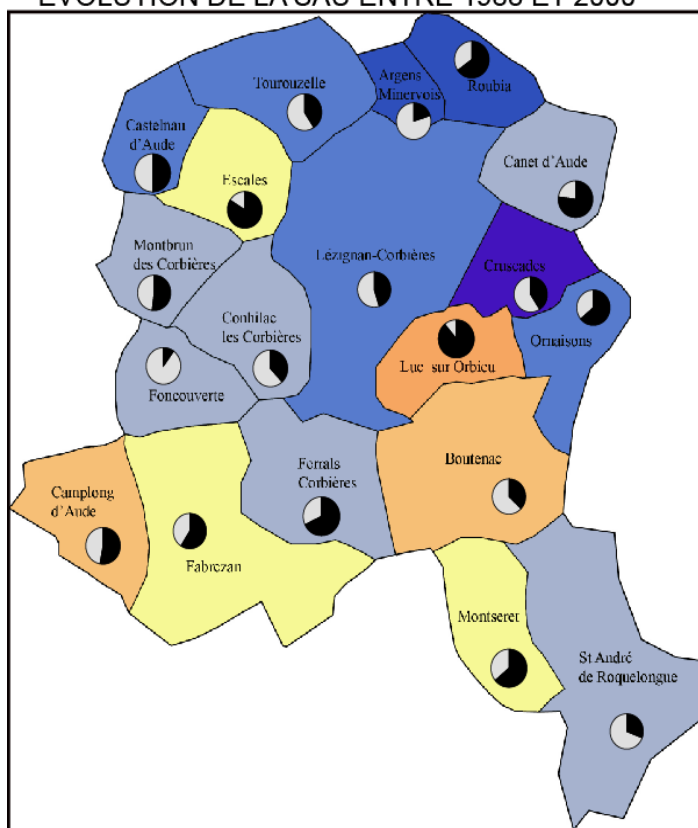 EVOLUTION DE LA SAU ENTRE 1988 ET 2000
Tourouzelle
Argens
Minervois
Roubia
Castelnau
d'Aude
Escales
Canet d'Aude
Montbrun
des Corbières
Lézignan-Corbières
Cruscades
Conhilac
les Corbières
Ornaisons
Luc sur Orbieu
Foncouverte
Boutenac
Ferrals
Corbières
Camplong
d'Aude
Fabrezan
Montseret
St André
de Roquelongue